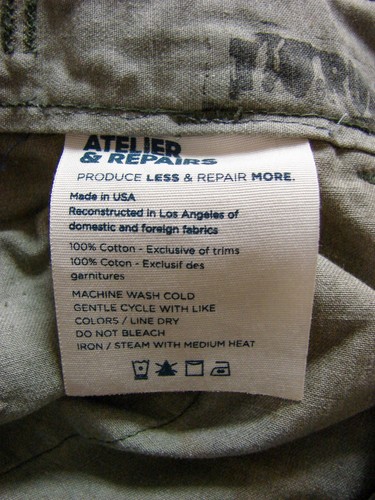 ATELIER
& REPAIRS
PRODUCE LESS & REPAIR MORE.
Made in USA
Reconstructed in Los Angeles of
domestic and foreign fabrics
100% Cotton - Exclusive of trims
100% Coton - Exclusif des
garnitures
MACHINE WASH COLD
GENTLE CYCLE WITH LIKE
COLORS / LINE DRY
DO NOT BLEACH
IRON / STEAM WITH MEDIUM HEAT